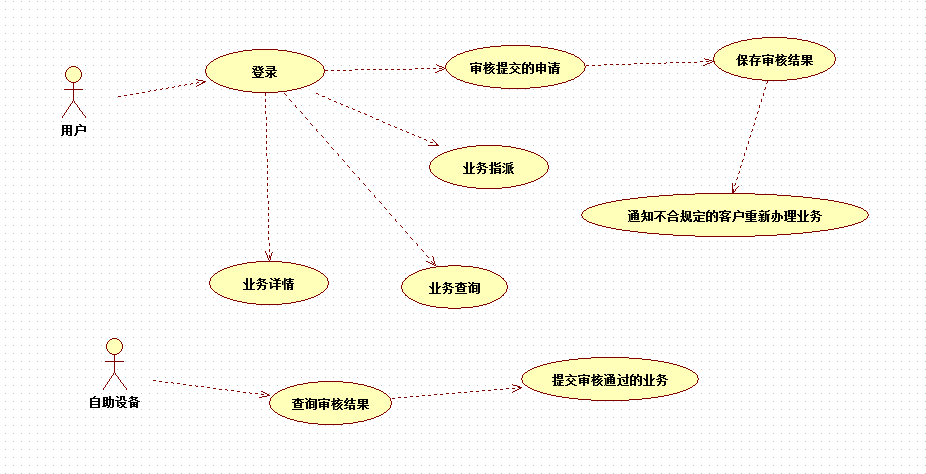 登录
审核提交的申请
保存审核结果
用户
业务指派
通知不合规定的客户重新办理业务
业务详情
业务查询
自助设备
查询审核结果
提交审核通过的业务